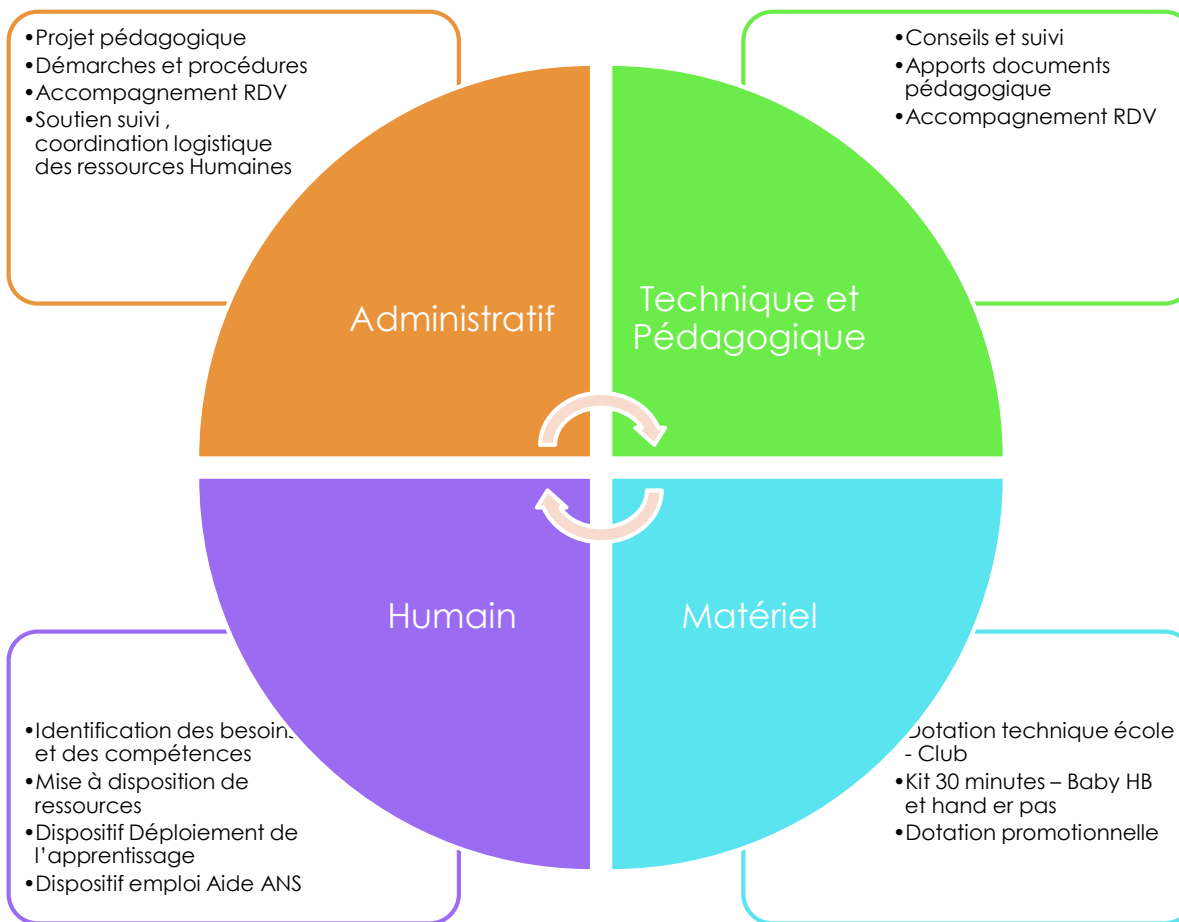 •Projet pédagogique
•Démarches et procédures
•Accompagnement RDV
•Soutien suivi ,
coordination logistique
des ressources Humaines
•Conseils et suivi
•Apports documents
pédagogique
•Accompagnement RDV
Administratif
Technique et
Pédagogique
Humain
Matériel
•Identification des besoins
et des compétences
•Mise à disposition de
ressources
•Dispositif Déploiement de
l’apprentissage
•Dispositif emploi Aide ANS
Dotation technique école
- Club
•Kit 30 minutes – Baby HB
et hand er pas
•Dotation promotionnelle